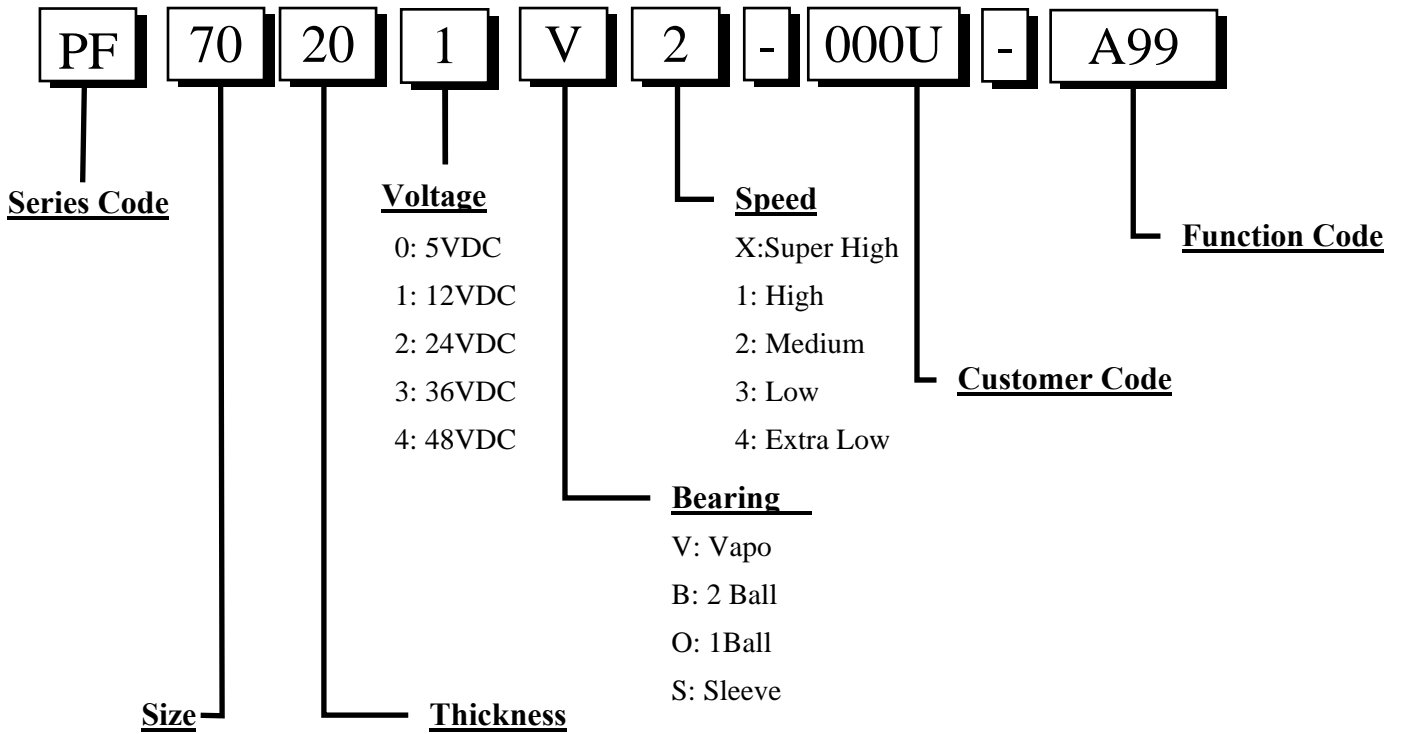 PF 70 20 1 V 2 - 000U - A99
Series Code
Voltage
0: 5VDC
1: 12VDC
2: 24VDC
3: 36VDC
4: 48VDC
Speed
X:Super High
1: High
2: Medium
3: Low
4: Extra Low
Function Code
Customer Code
Bearing
V: Vapo
B: 2 Ball
O: 1Ball
S: Sleeve
Size
Thickness